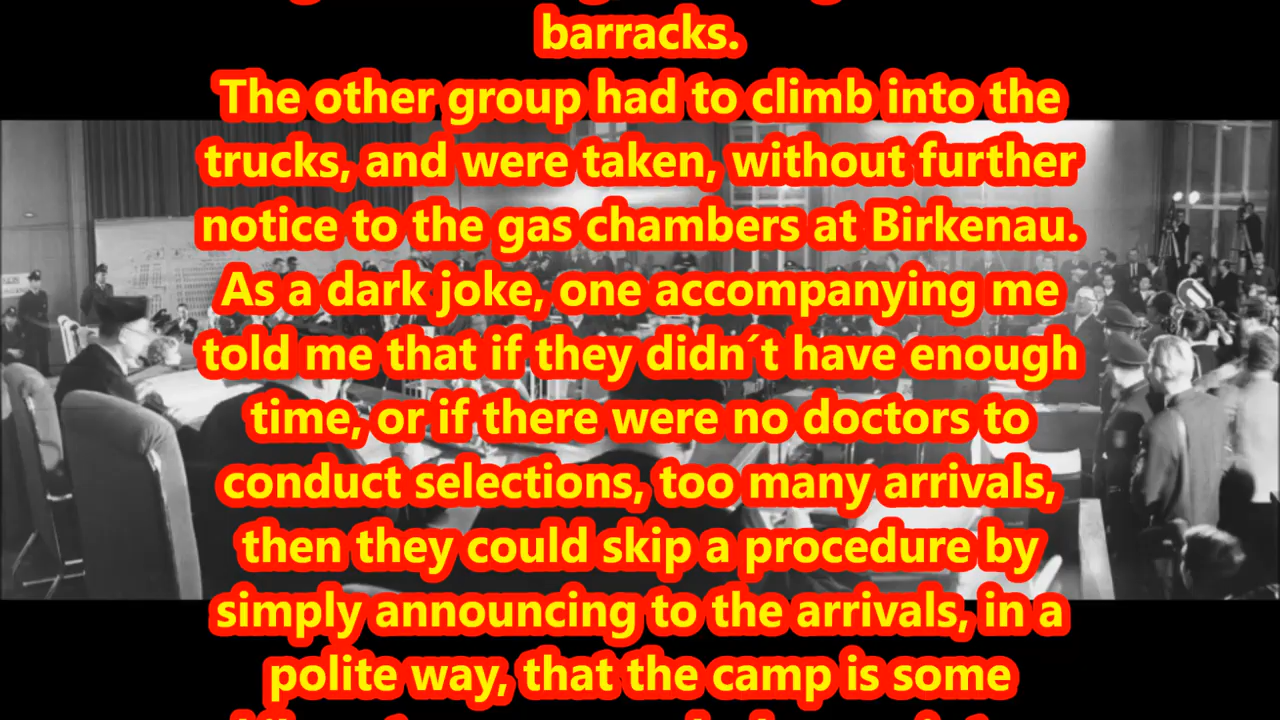 barracks.
The other group had to climb into the
trucks, and were taken, without further
notice to the gas chambers at Birkenau.
As a dark joke, one accompanying me
told me that if they didn´t have enough
time, or if there were no doctors to
conduct selections, too many arrivals,
then they could skip a procedure by
simply announcing to the arrivals, in a
polite way, that the camp is some